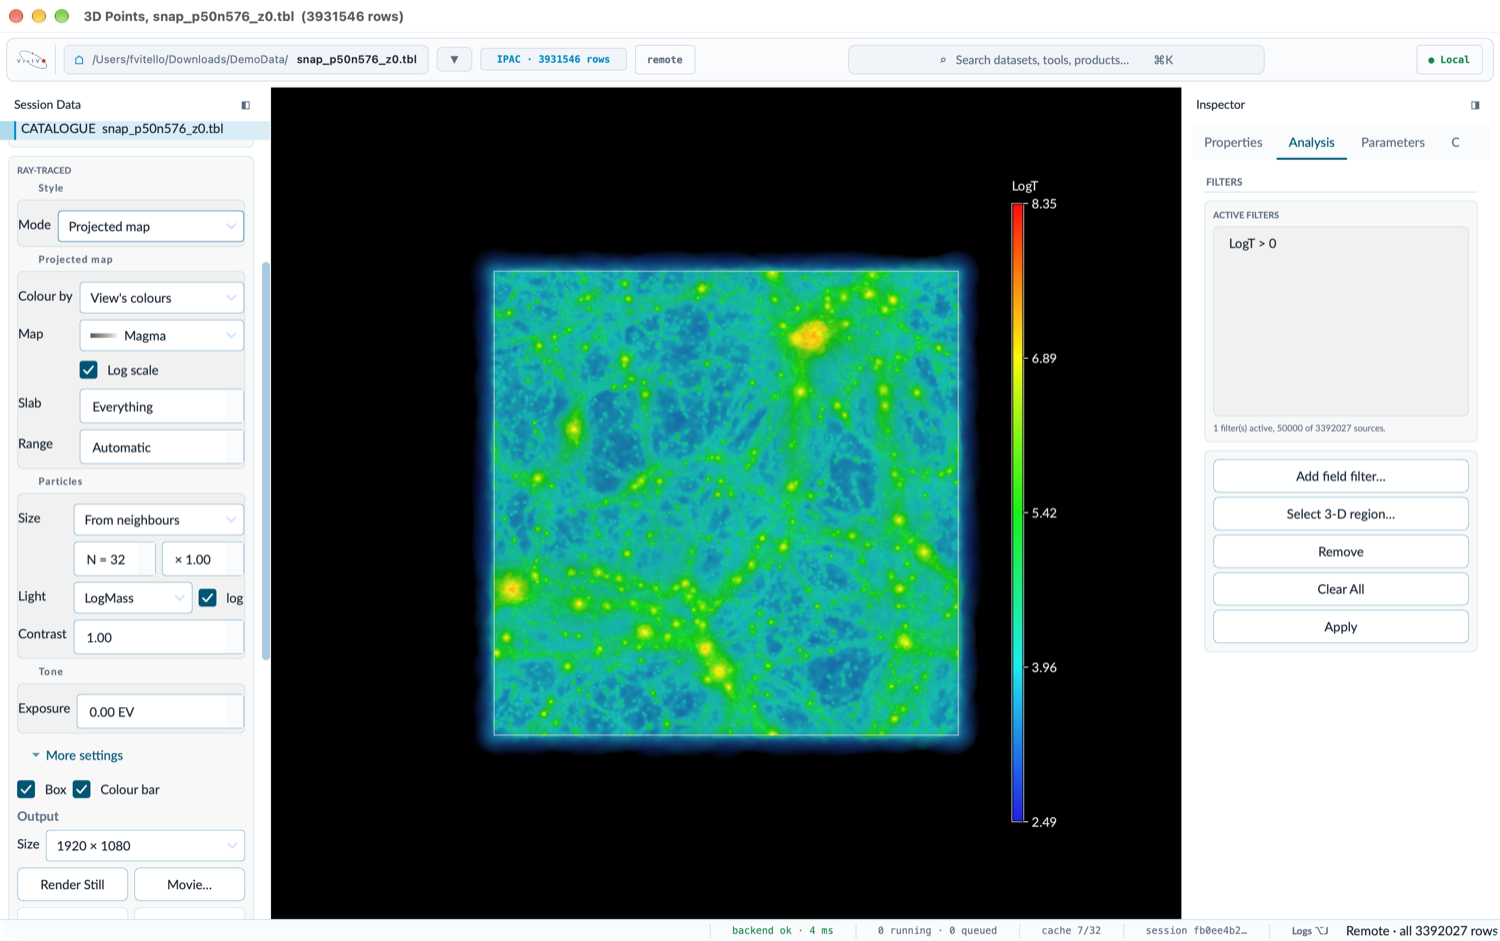 3D Points, snap_p50n576_z0.tbl (3931546 rows)
/Users/fvitello/Downloads/DemoData/ snap_p50n576_z0.tbl
IPAC · 3931546 rows
remote
Search datasets, tools, products... ⌘K
Local
Session Data
CATALOGUE snap_p50n576_z0.tbl
RAY-TRACED
Style
Mode Projected map
Projected map
Colour by View's colours
Map Magma
Log scale
Slab Everything
Range Automatic
Particles
Size From neighbours
N = 32 × 1.00
Light LogMass log
Contrast 1.00
Tone
Exposure 0.00 EV
More settings
Box Colour bar
Output
Size 1920 × 1080
Render Still Movie...
LogT
8.35
6.89
5.42
3.96
2.49
Inspector
Properties Analysis Parameters C
FILTERS
ACTIVE FILTERS
LogT > 0
1 filter(s) active, 50000 of 3392027 sources.
Add field filter...
Select 3-D region...
Remove
Clear All
Apply
backend ok · 4 ms
0 running · 0 queued
cache 7/32
session fb0ee4b2…
Logs ⌥J
Remote · all 3392027 rows